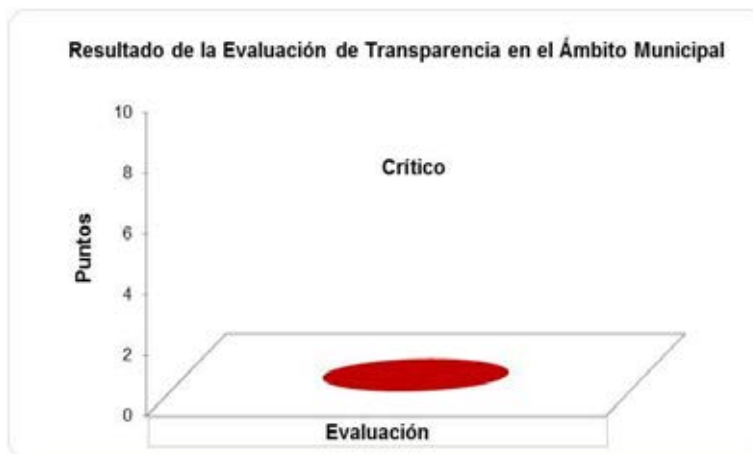 Resultado de la Evaluación de Transparencia en el Ámbito Municipal
10
Crítico
8
6
Puntos
4
2
0
Evaluación